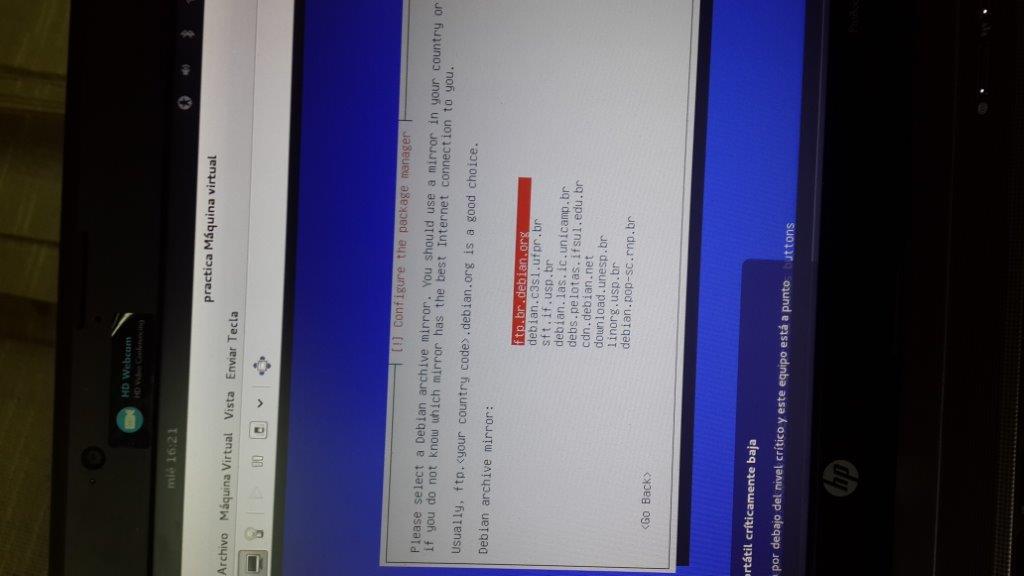 HD Webcam
HD Video Conferencing
mié 16:21
practica Máquina virtual
Archivo Máquina Virtual Vista Enviar Tecla
[!] Configure the package manager
Please select a Debian archive mirror. You should use a mirror in your country or
if you do not know which mirror has the best Internet connection to you.
Usually, ftp.<your country code>.debian.org is a good choice.
Debian archive mirror:
ftp.br.debian.org
debian.c3sl.ufpr.br
sft.if.usp.br
debian.las.ic.unicamp.br
debs.pelotas.ifsul.edu.br
cdn.debian.net
download.unesp.br
linorg.usp.br
debian.pop-sc.rnp.br
<Go Back>
ortátil críticamente baja
por debajo del nivel crítico y este equipo está a punto
buttons
hp